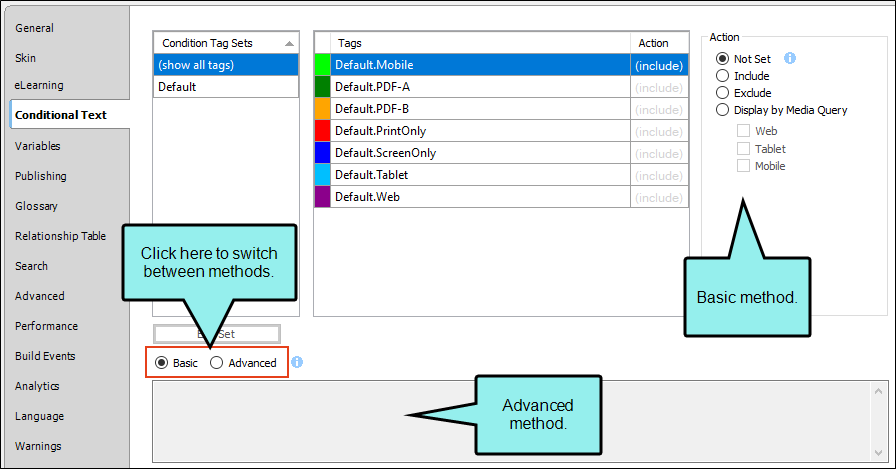 General
Skin
eLearning
Conditional Text
Variables
Publishing
Glossary
Relationship Table
Search
Advanced
Performance
Build Events
Analytics
Language
Warnings
Condition Tag Sets
(show all tags)
Default
Tags Action
Default.Mobile (include)
Default.PDF-A (include)
Default.PDF-B (include)
Default.PrintOnly (include)
Default.ScreenOnly (include)
Default.Tablet (include)
Default.Web (include)
Action
Not Set
Include
Exclude
Display by Media Query
Web
Tablet
Mobile
Click here to switch
between methods.
Basic method.
Set
Basic Advanced
Advanced
method.